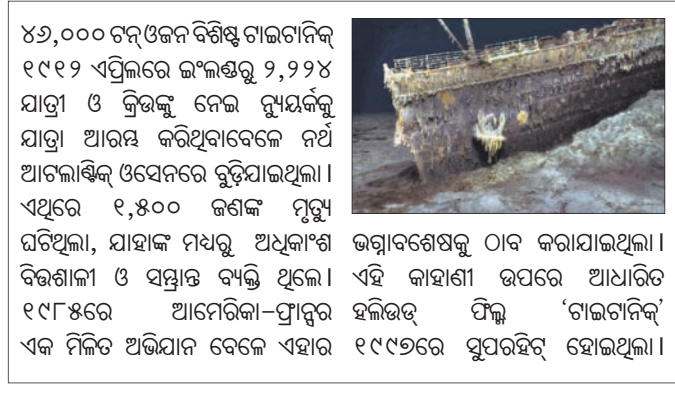 ୪୬,୦୦୦ ଟନ୍ ଓଜନ ବିଶିଷ୍ଟ ଟାଇଟାନିକ୍
୧୯୧୨ ଏପ୍ରିଲରେ ଇଂଲଣ୍ଡରୁ ୨,୨୨୪
ଯାତ୍ରୀ ଓ କ୍ରିଉଙ୍କୁ ନେଇ ନ୍ୟୁୟର୍କକୁ
ଯାତ୍ରା ଆରମ୍ଭ କରିଥିବାବେଳେ ନର୍ଥ
ଆଟଲାଣ୍ଟିକ୍ ଓସେନରେ ବୁଡ଼ିଯାଇଥିଲା।
ଏଥିରେ ୧,୫୦୦ ଜଣଙ୍କ ମୃତ୍ୟୁ
ଘଟିଥିଲା, ଯାହାଙ୍କ ମଧ୍ୟରୁ ଅଧିକାଂଶ
ବିତ୍ତଶାଳୀ ଓ ସମ୍ଭ୍ରାନ୍ତ ବ୍ୟକ୍ତି ଥିଲେ।
୧୯୮୫ରେ ଆମେରିକା–ଫ୍ରାନ୍ସର
ଏକ ମିଳିତ ଅଭିଯାନ ବେଳେ ଏହାର
ଭଗ୍ନାବଶେଷକୁ ଠାବ କରାଯାଇଥିଲା।
ଏହି କାହାଣୀ ଉପରେ ଆଧାରିତ
ହଲିଉଡ୍ ଫିଲ୍ମ ‘ଟାଇଟାନିକ୍’
୧୯୯୭ରେ ସୁପରହିଟ୍ ହୋଇଥିଲା।